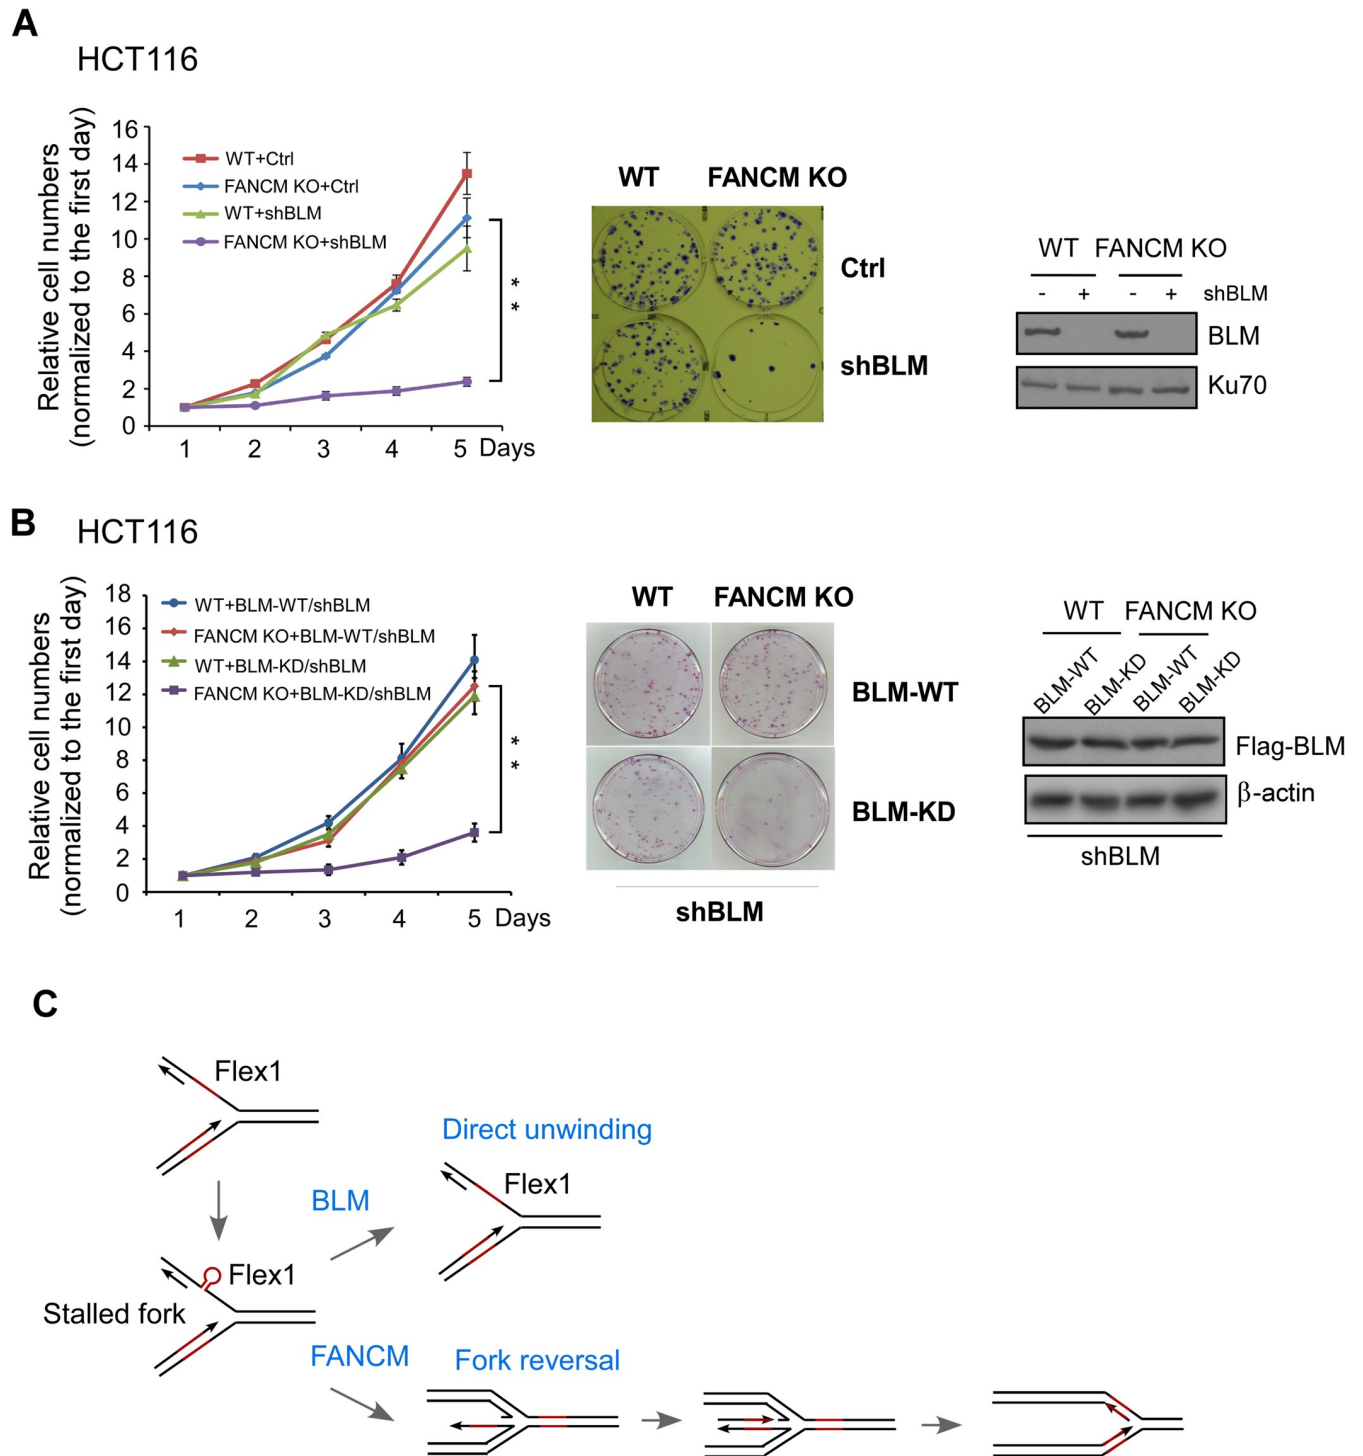 A
HCT116
Relative cell numbers
(normalized to the first day)
16
14
12
10
8
6
4
2
0
WT+Ctrl
FANCM KO+Ctrl
WT+shBLM
FANCM KO+shBLM
**
1 2 3 4 5 Days
WT FANCM KO
Ctrl
shBLM
WT FANCM KO
- + - + shBLM
BLM
Ku70
B
HCT116
Relative cell numbers
(normalized to the first day)
18
16
14
12
10
8
6
4
2
0
WT+BLM-WT/shBLM
FANCM KO+BLM-WT/shBLM
WT+BLM-KD/shBLM
FANCM KO+BLM-KD/shBLM
**
1 2 3 4 5 Days
WT FANCM KO
BLM-WT
BLM-KD
shBLM
WT FANCM KO
BLM-WT BLM-KD BLM-WT BLM-KD
Flag-BLM
β-actin
shBLM
C
Flex1
Direct unwinding
BLM
Flex1
Flex1
Stalled fork
FANCM
Fork reversal